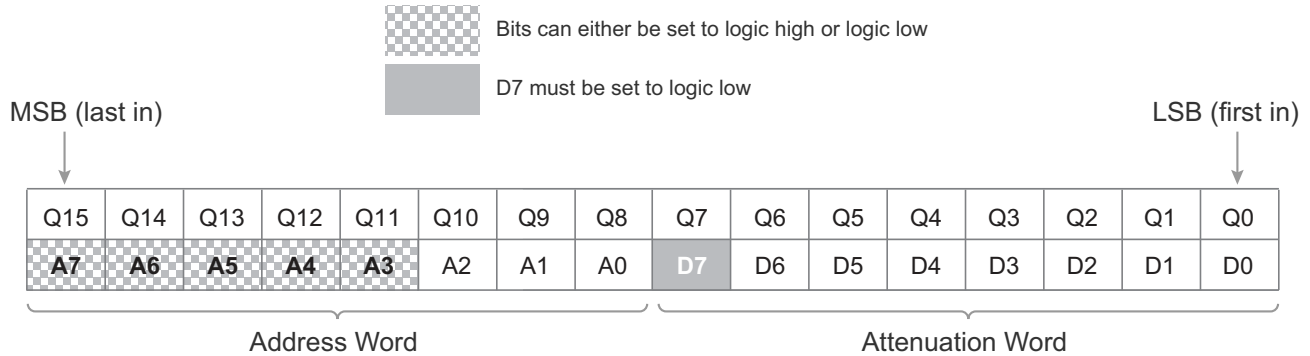 Bits can either be set to logic high or logic low
D7 must be set to logic low
MSB (last in) LSB (first in)
Q15 Q14 Q13 Q12 Q11 Q10 Q9 Q8 Q7 Q6 Q5 Q4 Q3 Q2 Q1 Q0
A7 A6 A5 A4 A3 A2 A1 A0 D7 D6 D5 D4 D3 D2 D1 D0
Address Word Attenuation Word